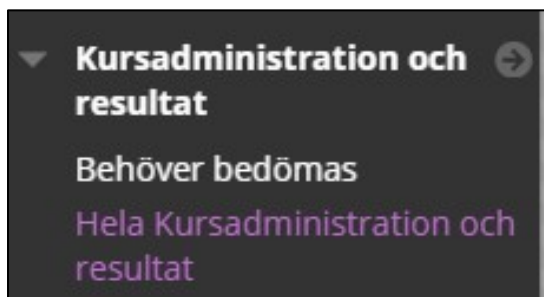 Kursadministration och
resultat
Behöver bedömas
Hela Kursadministration och
resultat